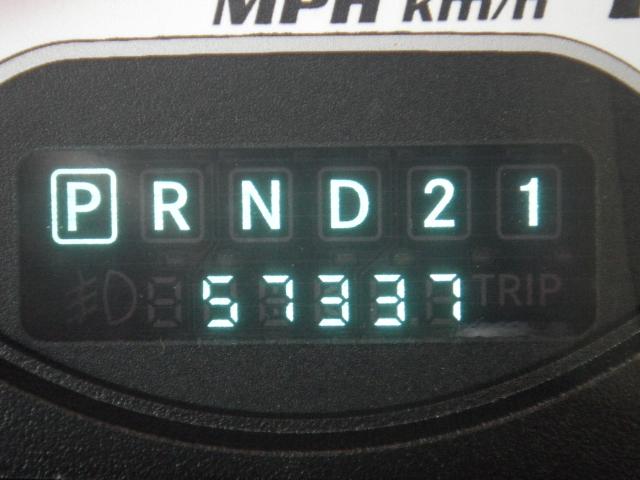 MPH km/h
P R N D 2 1
57337 TRIP